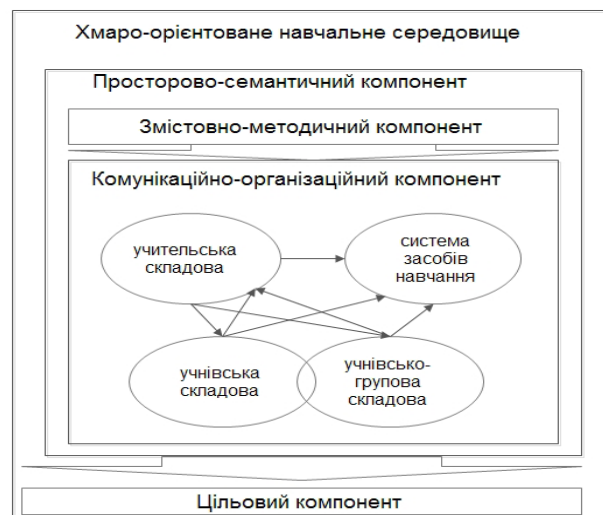 Хмаро-орієнтоване навчальне середовище
Просторово-семантичний компонент
Змістовно-методичний компонент
Комунікаційно-організаційний компонент
учительська
складова
система
засобів
навчання
учнівська
складова
учнівсько-
групова
складова
Цільовий компонент